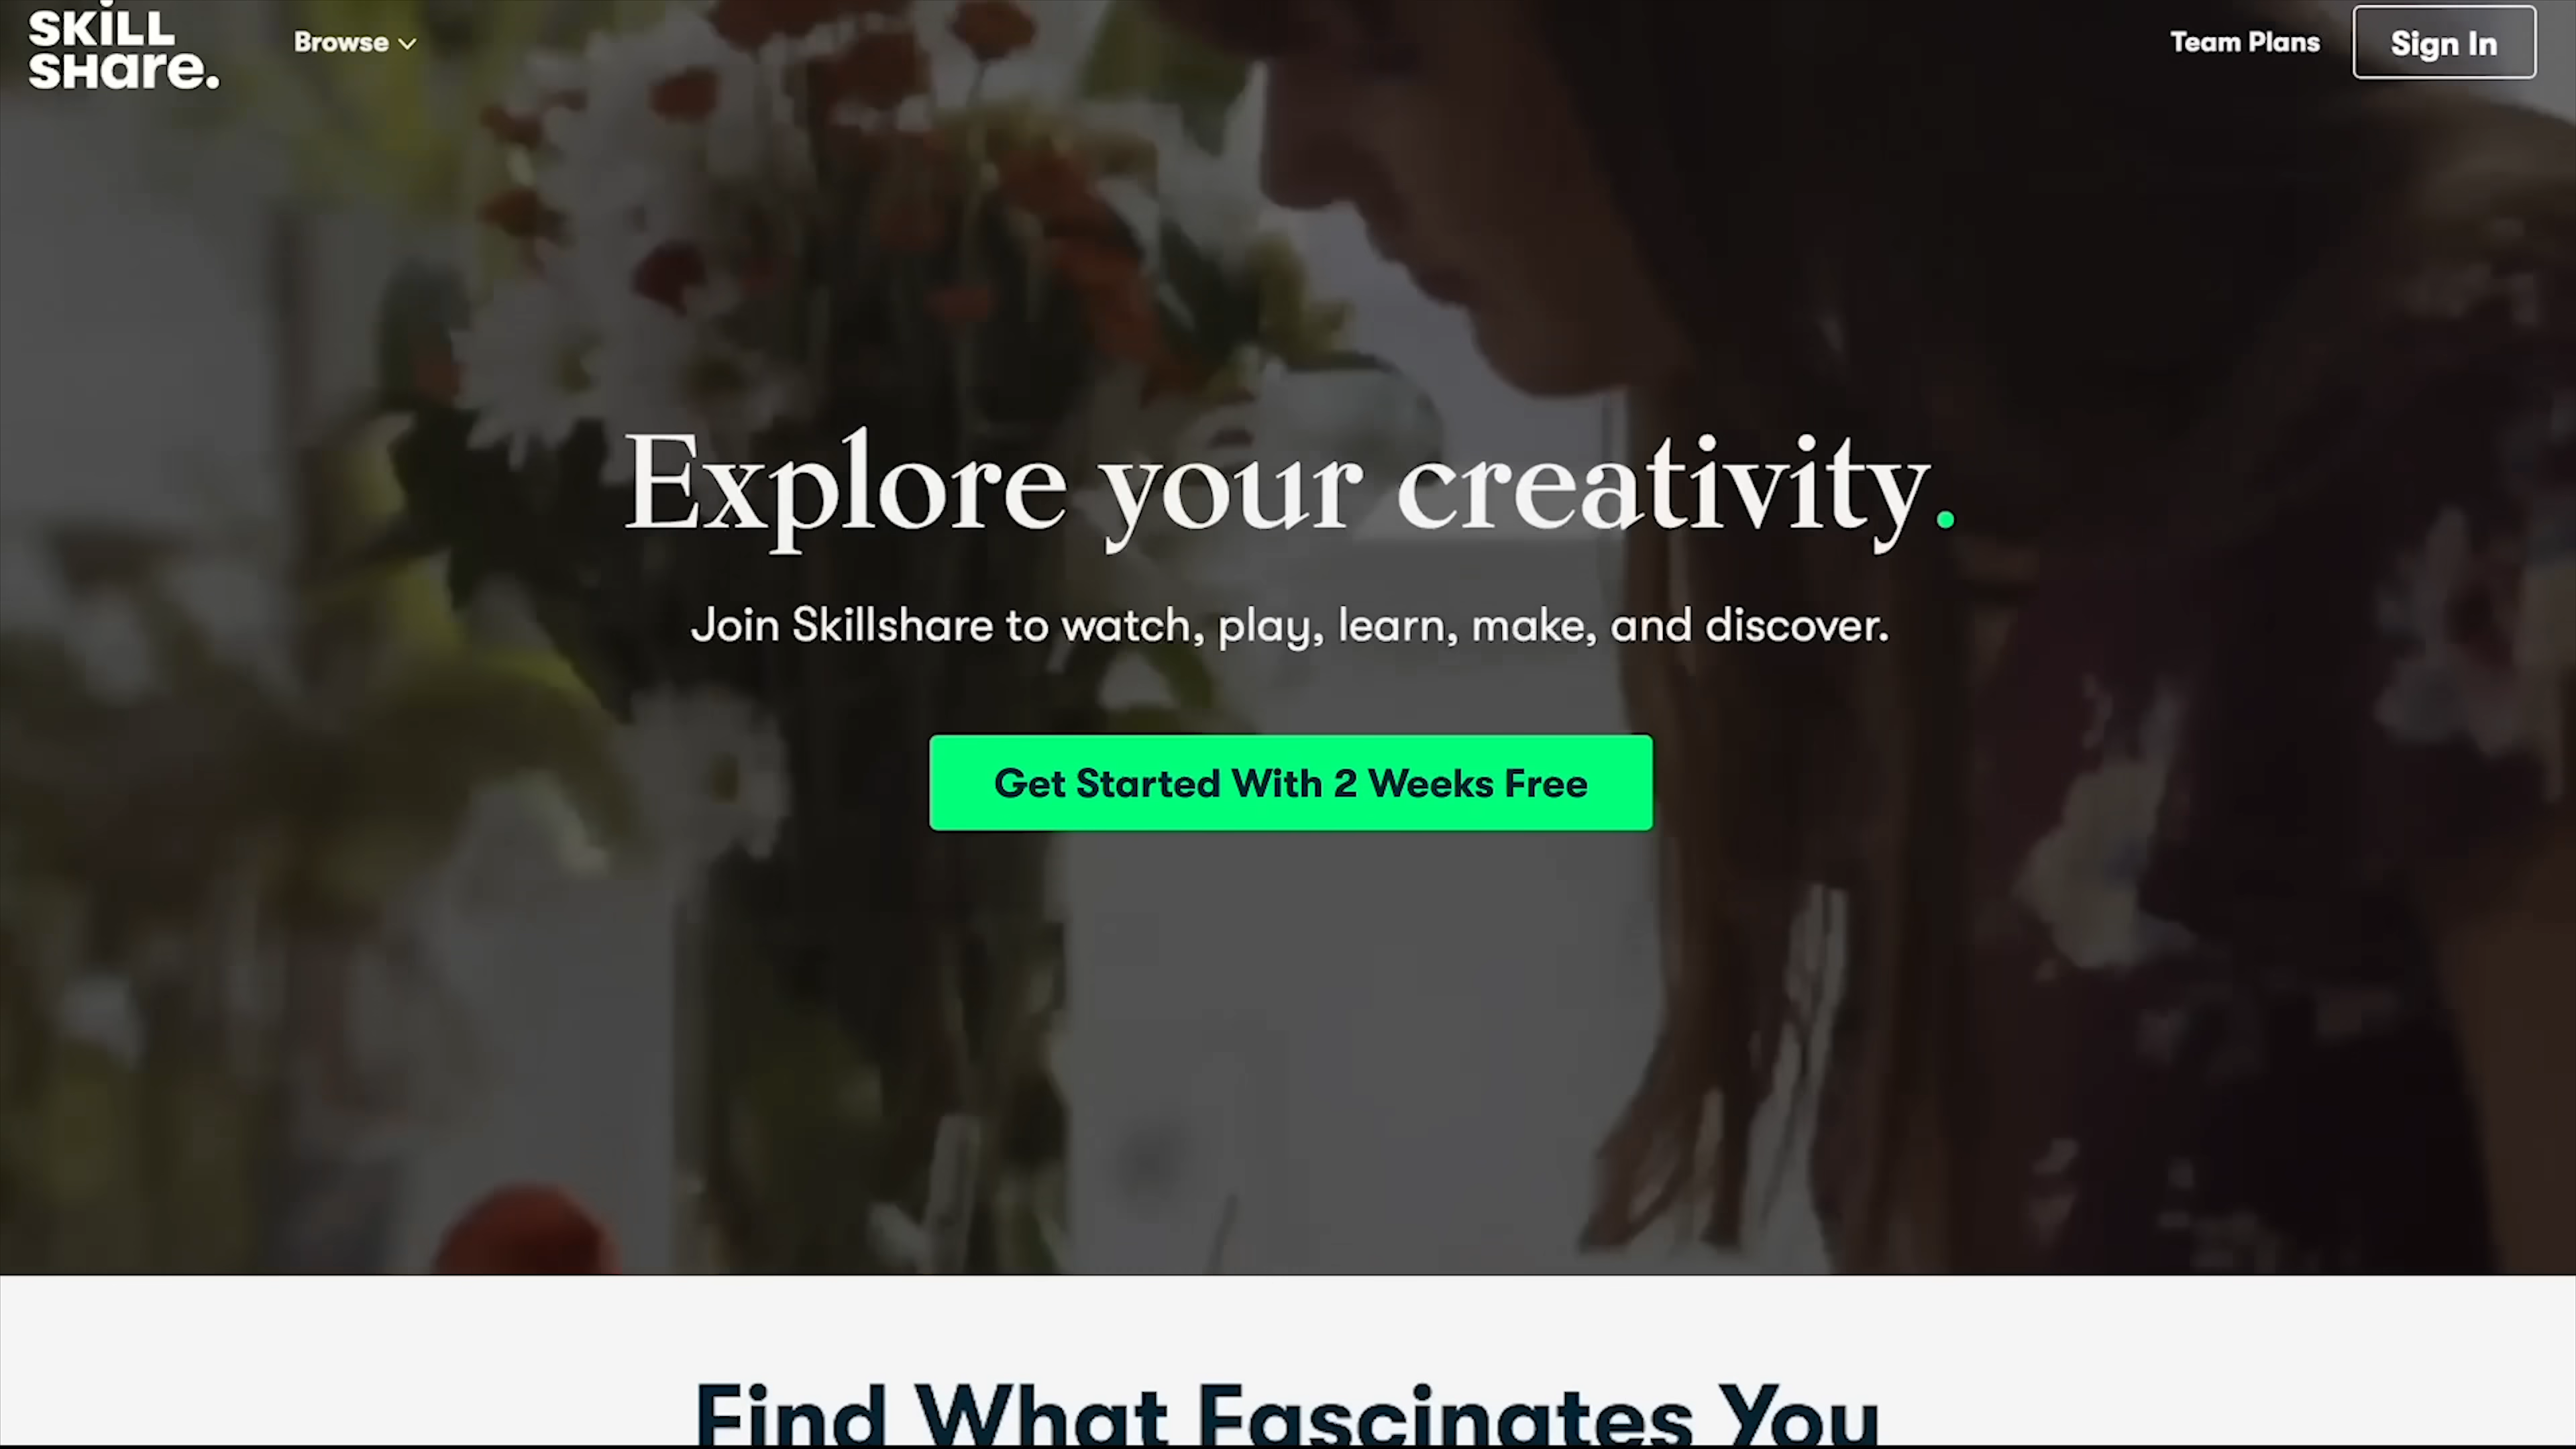 SKiLL
SHare.
Browse
Team Plans
Sign In
Explore your creativity.
Join Skillshare to watch, play, learn, make, and discover.
Get Started With 2 Weeks Free
Find What Fascinates You